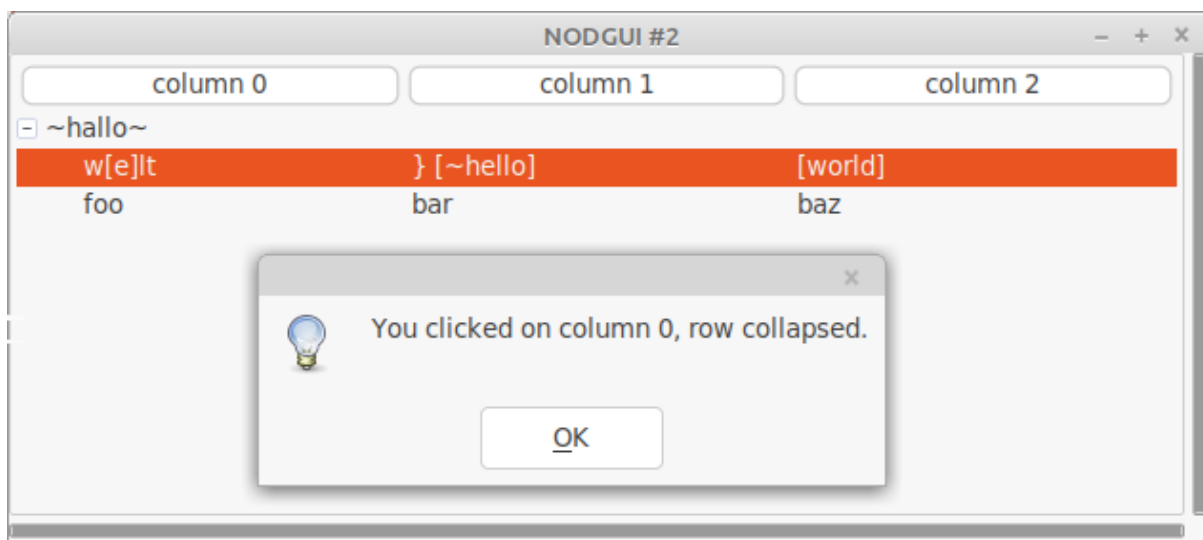 NODGUI #2
column 0 column 1 column 2
~hallo~
w[e]lt } [~hello] [world]
foo bar baz
You clicked on column 0, row collapsed.
OK